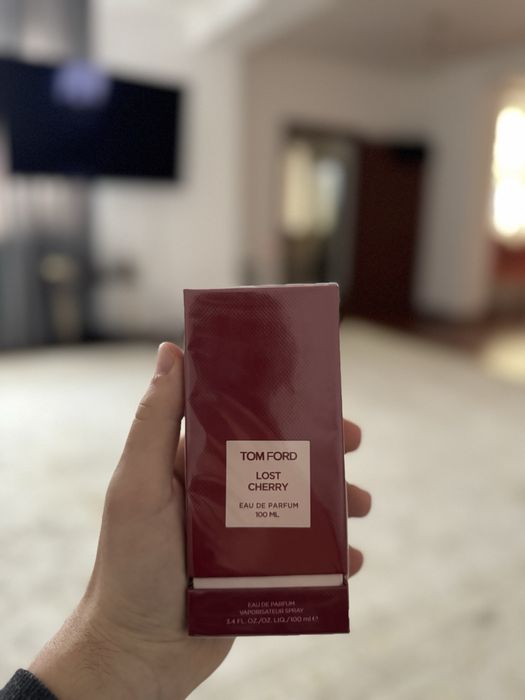 TOM FORD
LOST
CHERRY
EAU DE PARFUM
100 ML
EAU DE PARFUM
VAPORISATEUR SPRAY
3.4 FL. OZ./OZ. LIQ./100 ml ℮